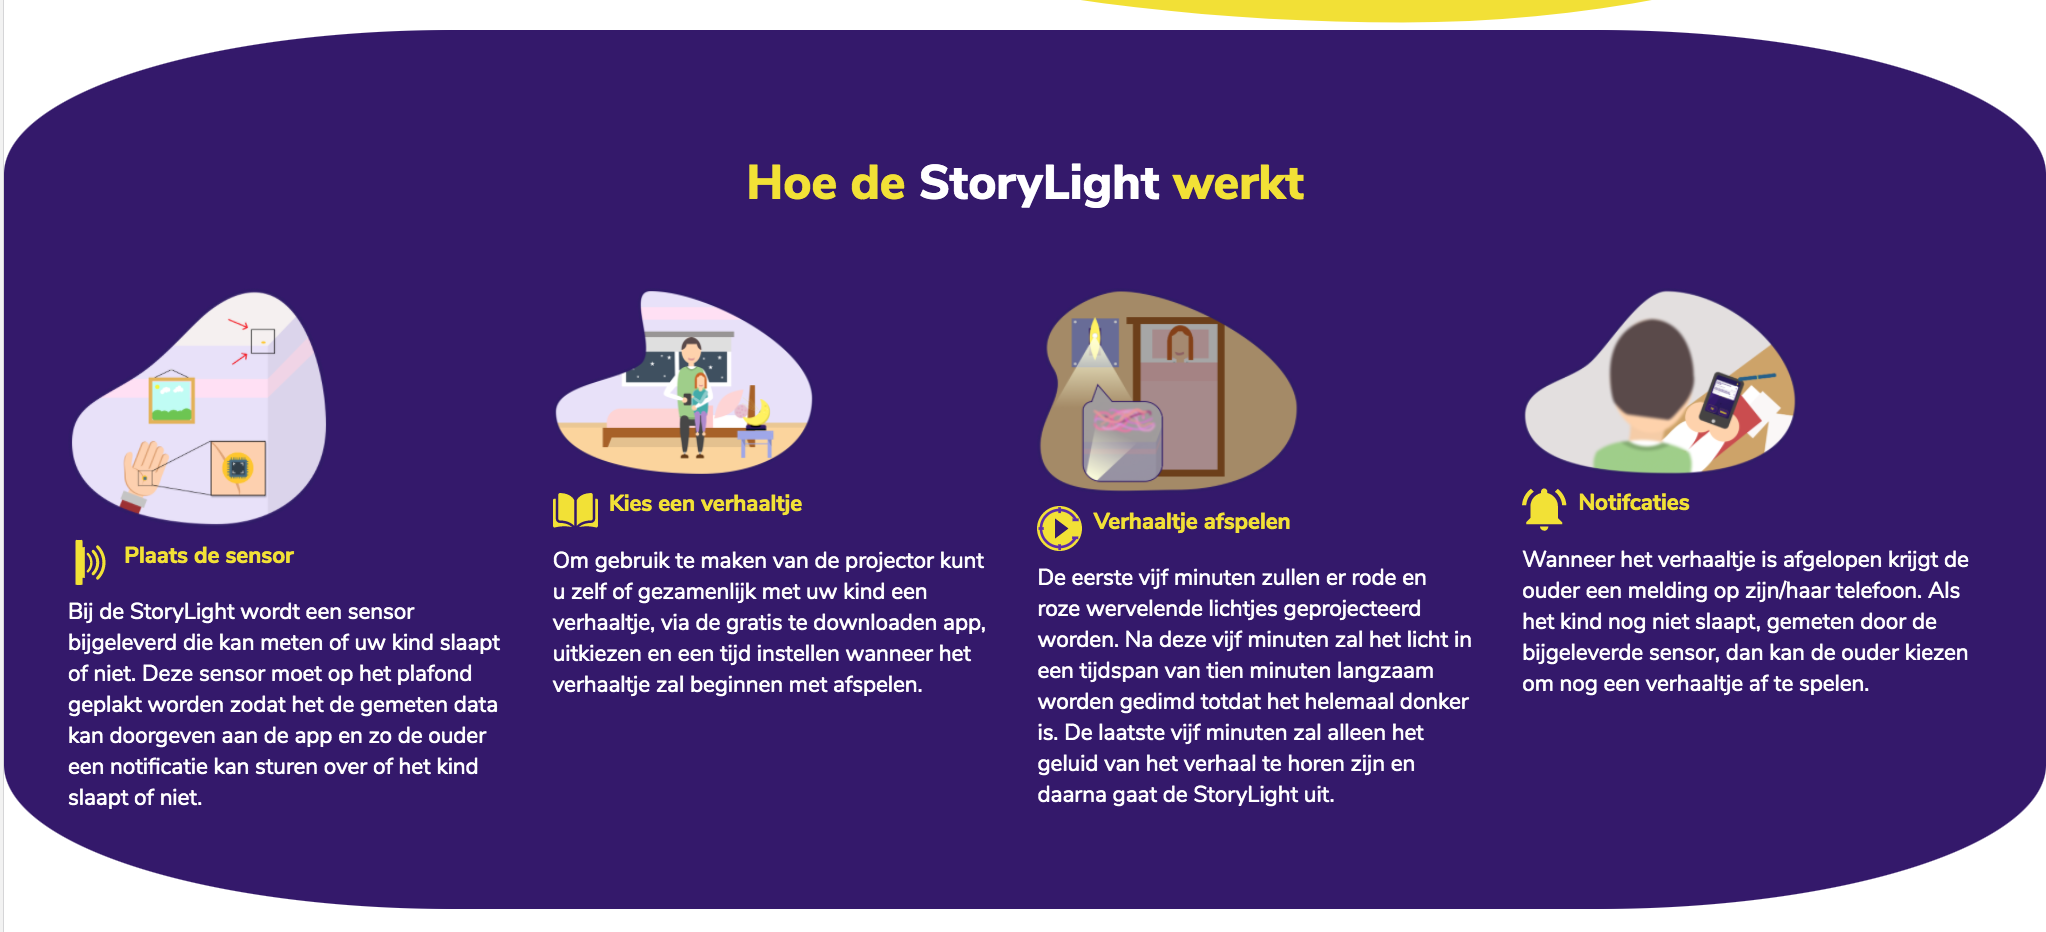 Hoe de StoryLight werkt
Plaats de sensor
Bij de StoryLight wordt een sensor
bijgeleverd die kan meten of uw kind slaapt
of niet. Deze sensor moet op het plafond
geplakt worden zodat het de gemeten data
kan doorgeven aan de app en zo de ouder
een notificatie kan sturen over of het kind
slaapt of niet.
Kies een verhaaltje
Om gebruik te maken van de projector kunt
u zelf of gezamenlijk met uw kind een
verhaaltje, via de gratis te downloaden app,
uitkiezen en een tijd instellen wanneer het
verhaaltje zal beginnen met afspelen.
Verhaaltje afspelen
De eerste vijf minuten zullen er rode en
roze wervelende lichtjes geprojecteerd
worden. Na deze vijf minuten zal het licht in
een tijdspan van tien minuten langzaam
worden gedimd totdat het helemaal donker
is. De laatste vijf minuten zal alleen het
geluid van het verhaal te horen zijn en
daarna gaat de StoryLight uit.
Notifcaties
Wanneer het verhaaltje is afgelopen krijgt de
ouder een melding op zijn/haar telefoon. Als
het kind nog niet slaapt, gemeten door de
bijgeleverde sensor, dan kan de ouder kiezen
om nog een verhaaltje af te spelen.